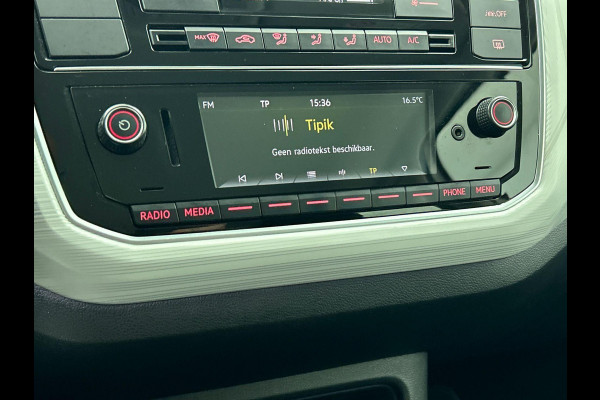 OFF
MAX AUTO A/C
FM TP 15:36 16.5°C
Tipik
Geen radiotekst beschikbaar.
TP
RADIO MEDIA PHONE MENU